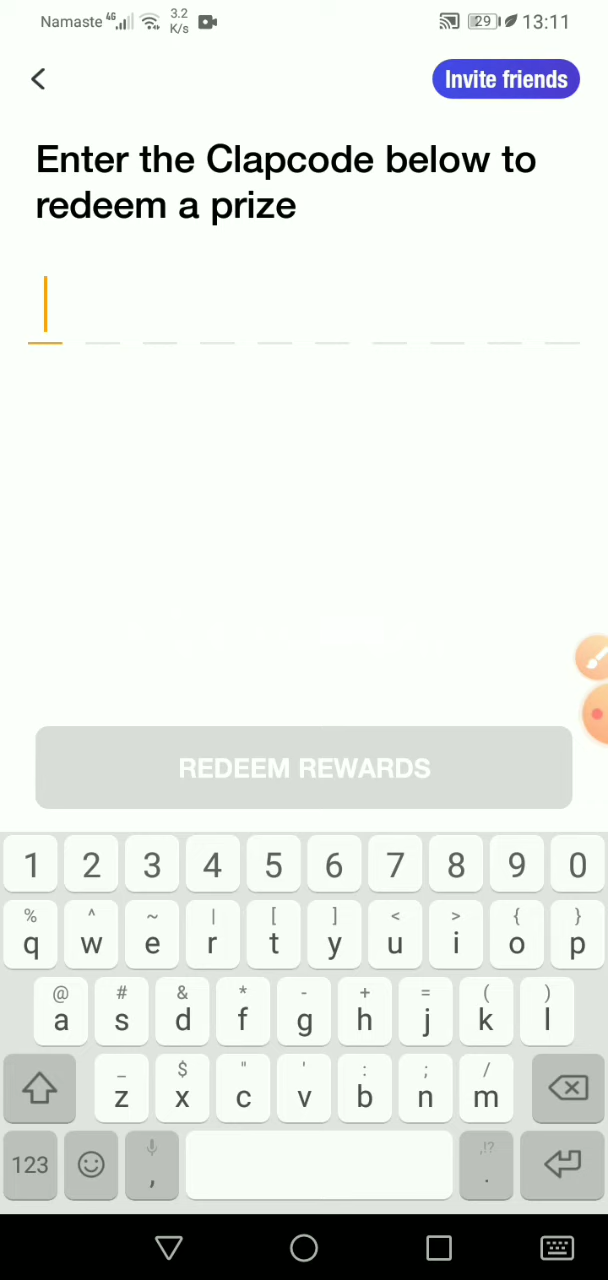 Namaste 4G 3.2 K/s 29 13:11
Invite friends
Enter the Clapcode below to
redeem a prize
REDEEM REWARDS
1 2 3 4 5 6 7 8 9 0
% ^ ~ | [ ] < > { }
q w e r t y u i o p
@ # & * - + = ( )
a s d f g h j k l
_ $ " ' : ; /
z x c v b n m
,!?
123 , .